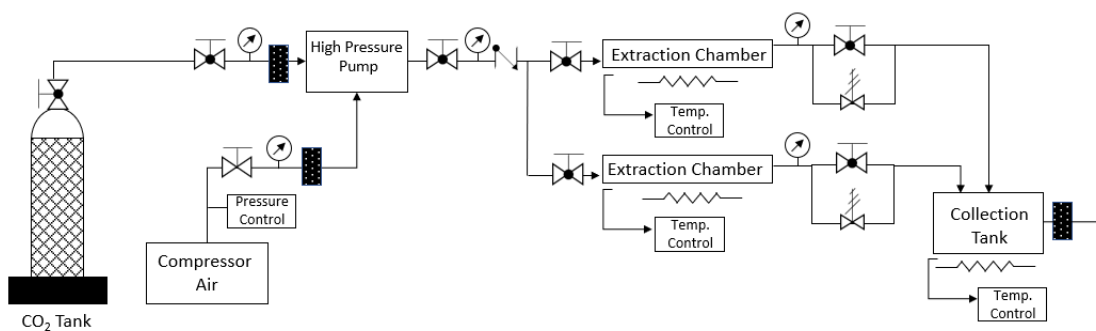 High Pressure
Pump
Extraction Chamber
Temp.
Control
Extraction Chamber
Temp.
Control
Pressure
Control
Compressor
Air
Collection
Tank
Temp.
Control
CO₂ Tank